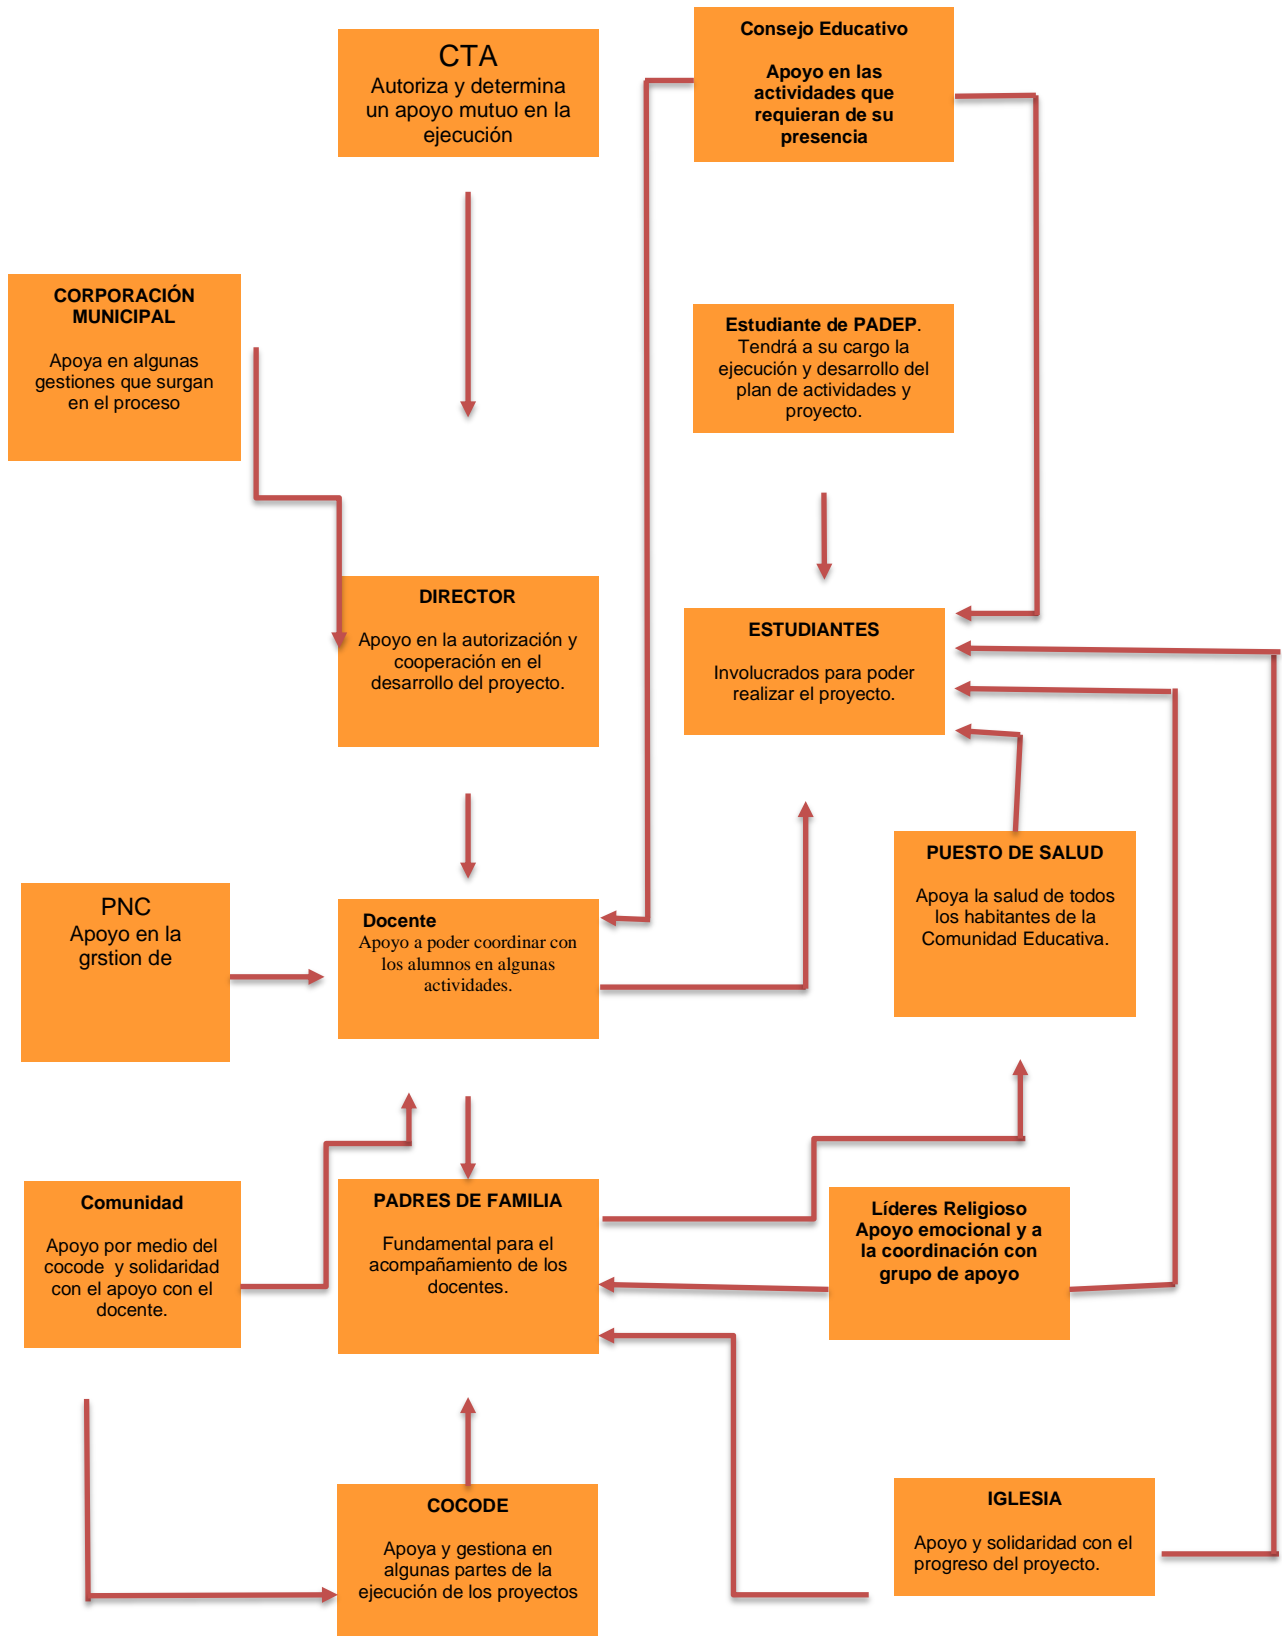 CTA
Autoriza y determina
un apoyo mutuo en la
ejecución
Consejo Educativo
Apoyo en las
actividades que
requieran de su
presencia
CORPORACIÓN
MUNICIPAL
Apoya en algunas
gestiones que surgan
en el proceso
Estudiante de PADEP.
Tendrá a su cargo la
ejecución y desarrollo del
plan de actividades y
proyecto.
DIRECTOR
Apoyo en la autorización y
cooperación en el
desarrollo del proyecto.
ESTUDIANTES
Involucrados para poder
realizar el proyecto.
PUESTO DE SALUD
Apoya la salud de todos
los habitantes de la
Comunidad Educativa.
PNC
Apoyo en la
grstion de
Docente
Apoyo a poder coordinar con
los alumnos en algunas
actividades.
Comunidad
Apoyo por medio del
cocode y solidaridad
con el apoyo con el
docente.
PADRES DE FAMILIA
Fundamental para el
acompañamiento de los
docentes.
Líderes Religioso
Apoyo emocional y a
la coordinación con
grupo de apoyo
COCODE
Apoya y gestiona en
algunas partes de la
ejecución de los proyectos
IGLESIA
Apoyo y solidaridad con el
progreso del proyecto.